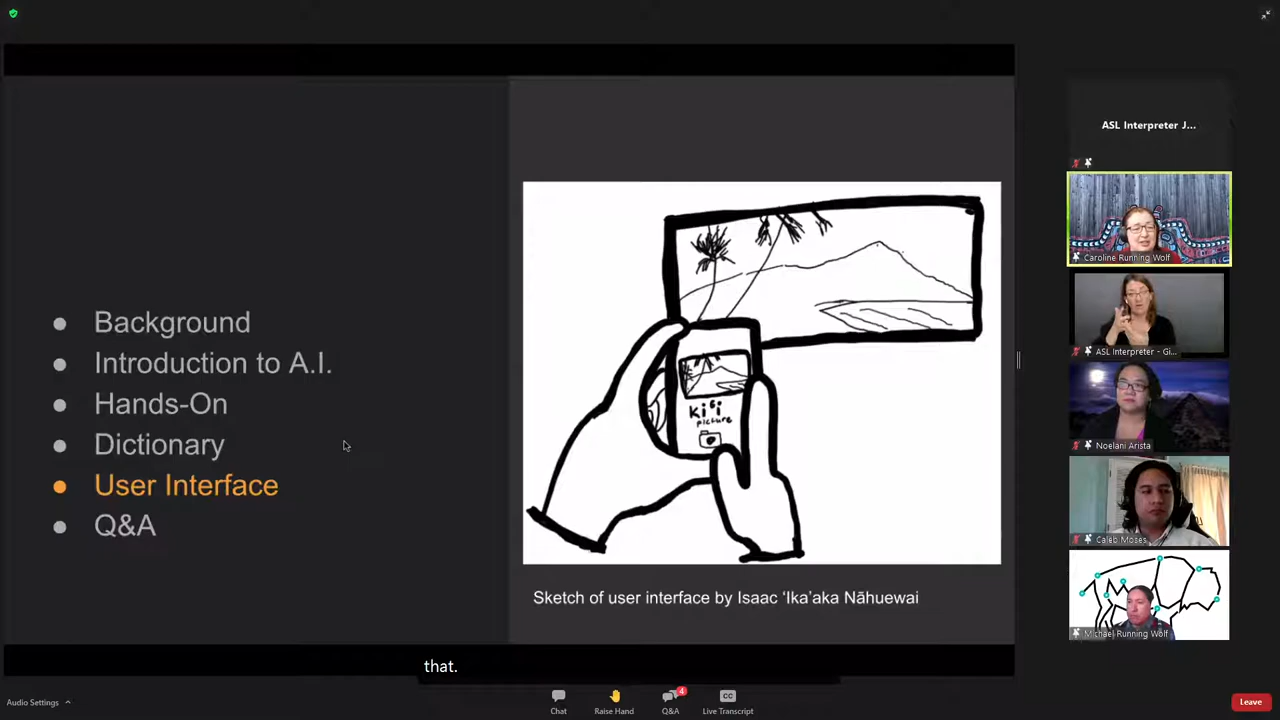 ASL Interpreter J...
Caroline Running Wolf
● Background
● Introduction to A.I.
● Hands-On
● Dictionary
● User Interface
● Q&A
kiʻi
picture
Sketch of user interface by Isaac ʻIkaʼaka Nāhuewai
ASL Interpreter - Gi...
Noelani Arista
Caleb Moses
Michael Running Wolf
that.
Audio Settings
Chat
Raise Hand
4
Q&A
CC
Live Transcript
Leave